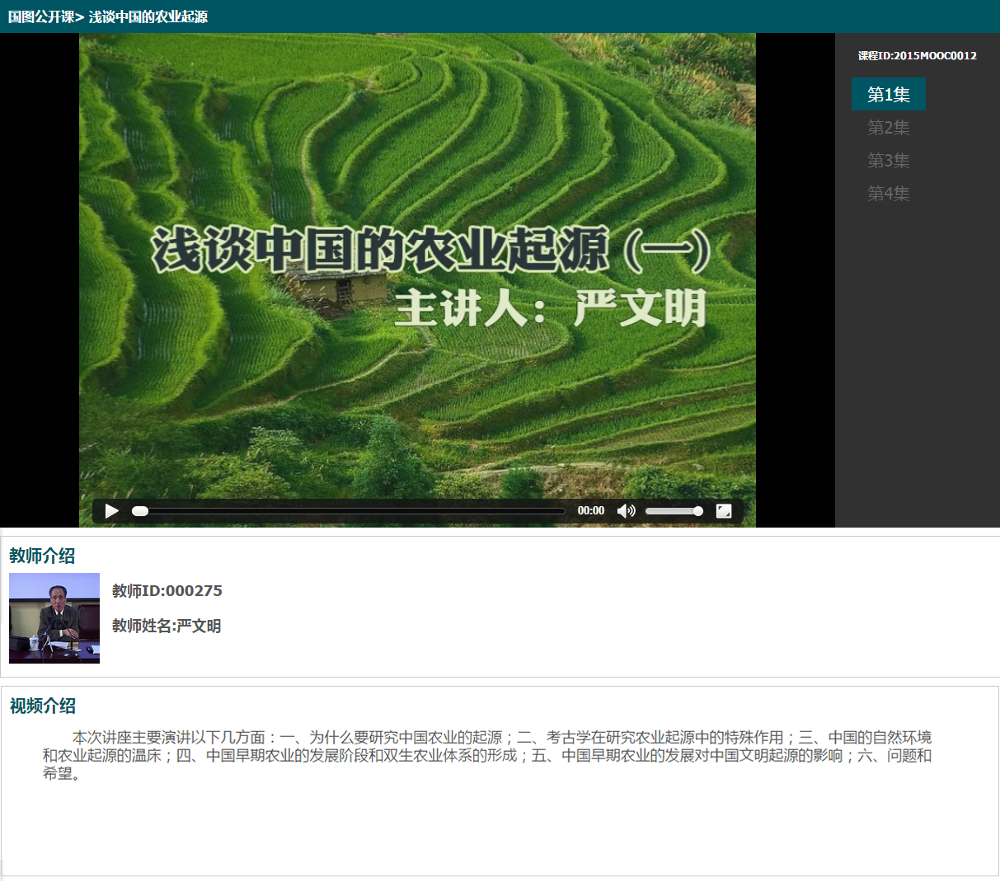 国图公开课> 浅谈中国的农业起源
课程ID:2015MOOC0012
第1集
第2集
第3集
第4集
浅谈中国的农业起源（一）
主讲人：严文明
00:00
教师介绍
教师ID:000275
教师姓名:严文明
视频介绍
本次讲座主要演讲以下几方面：一、为什么要研究中国农业的起源；二、考古学在研究农业起源中的特殊作用；三、中国的自然环境
和农业起源的温床；四、中国早期农业的发展阶段和双生农业体系的形成；五、中国早期农业的发展对中国文明起源的影响；六、问题和
希望。